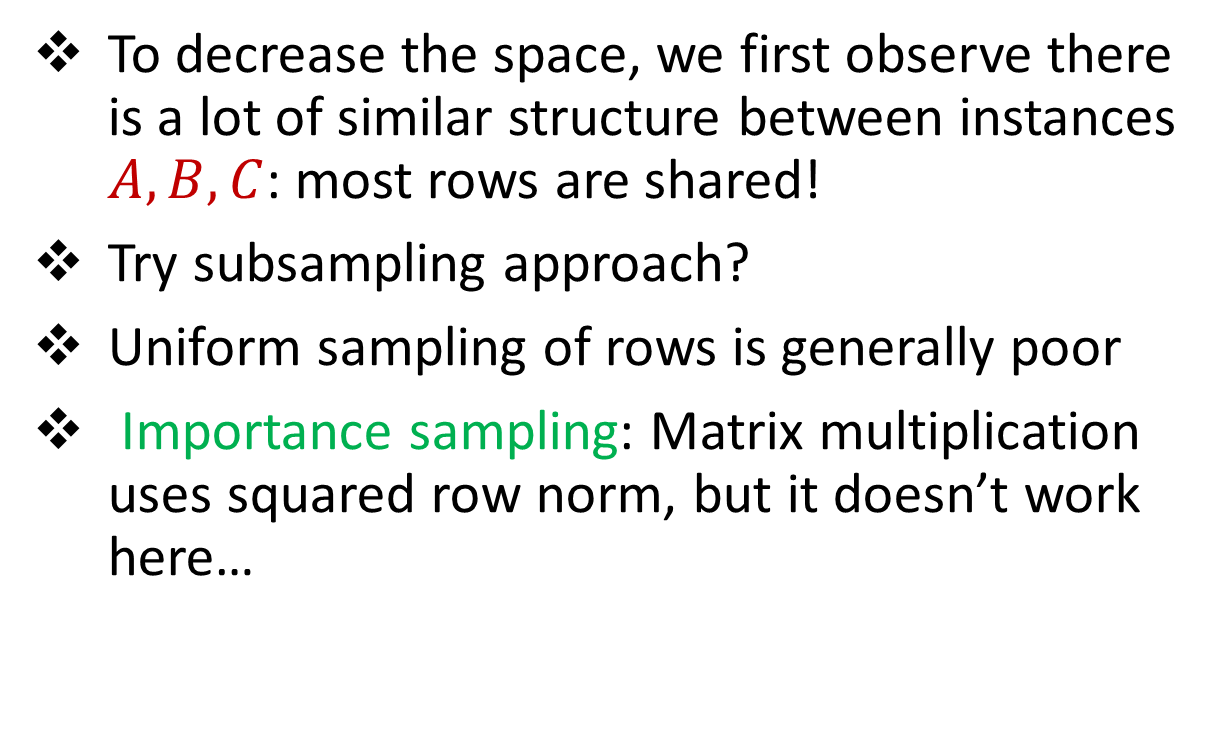 ❖ To decrease the space, we first observe there
is a lot of similar structure between instances
A, B, C: most rows are shared!
❖ Try subsampling approach?
❖ Uniform sampling of rows is generally poor
❖ Importance sampling: Matrix multiplication
uses squared row norm, but it doesn’t work
here…